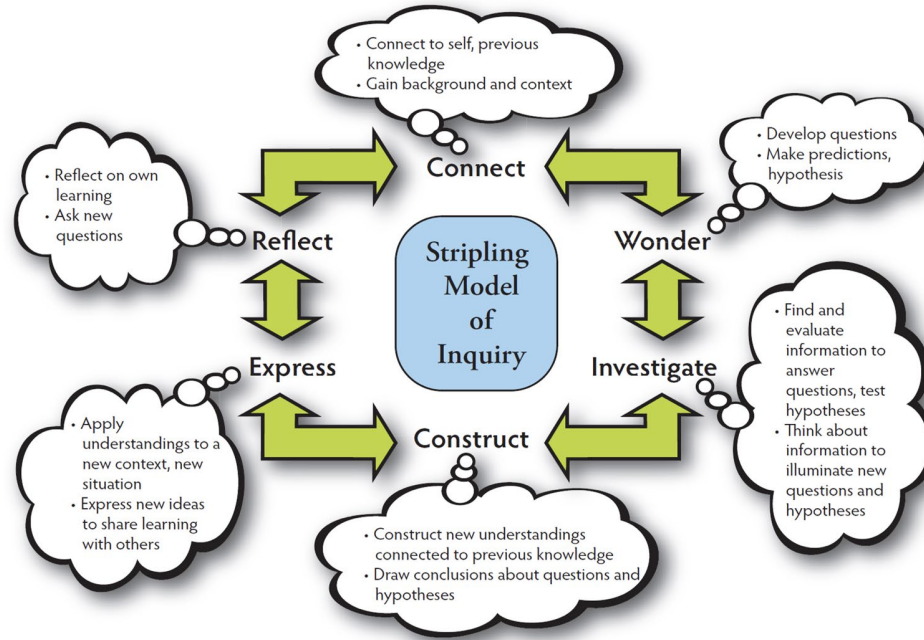 • Connect to self, previous
knowledge
• Gain background and context
Connect
• Develop questions
• Make predictions,
hypothesis
Wonder
• Find and
evaluate
information to
answer
questions, test
hypotheses
• Think about
information to
illuminate new
questions and
hypotheses
Investigate
Construct
• Construct new understandings
connected to previous knowledge
• Draw conclusions about questions and
hypotheses
Express
• Apply
understandings to a
new context, new
situation
• Express new ideas
to share learning
with others
Reflect
• Reflect on own
learning
• Ask new
questions
Stripling
Model
of
Inquiry